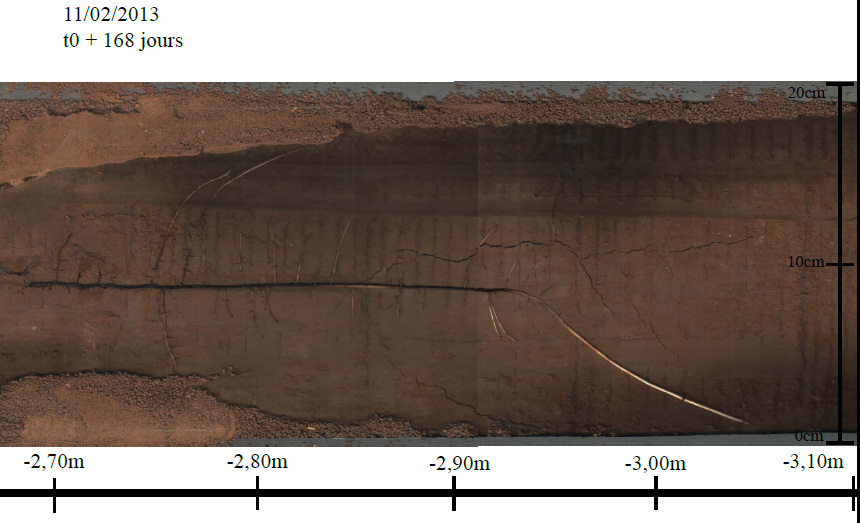 11/02/2013
t0 + 168 jours
20cm
10cm
0cm
-2,70m
-2,80m
-2,90m
-3,00m
-3,10m